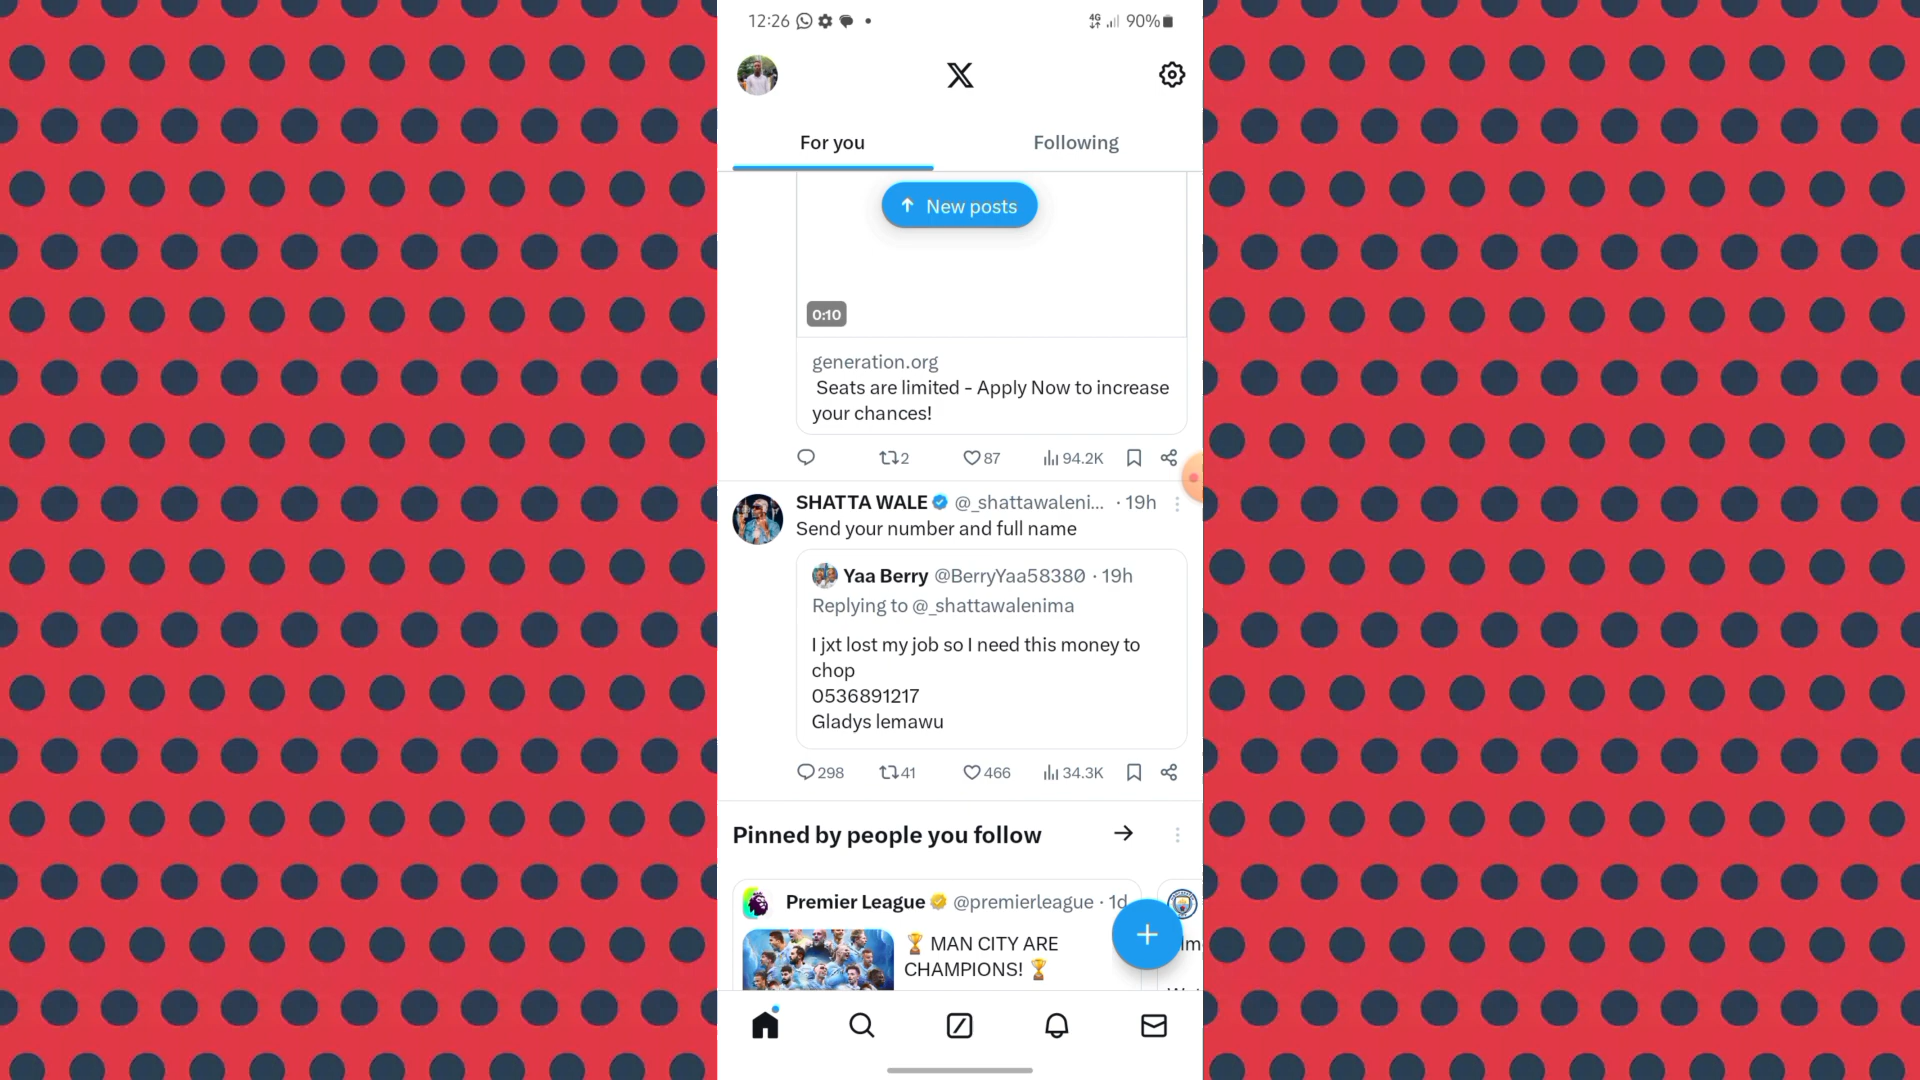 12:26
4G 90%
X
For you Following
New posts
0:10
generation.org
Seats are limited - Apply Now to increase
your chances!
2 87 94.2K
SHATTA WALE @_shattawaleni... · 19h
Send your number and full name
Yaa Berry @BerryYaa58380 · 19h
Replying to @_shattawalenima
I jxt lost my job so I need this money to
chop
0536891217
Gladys lemawu
298 41 466 34.3K
Pinned by people you follow
Premier League @premierleague · 1d
🏆 MAN CITY ARE
CHAMPIONS! 🏆